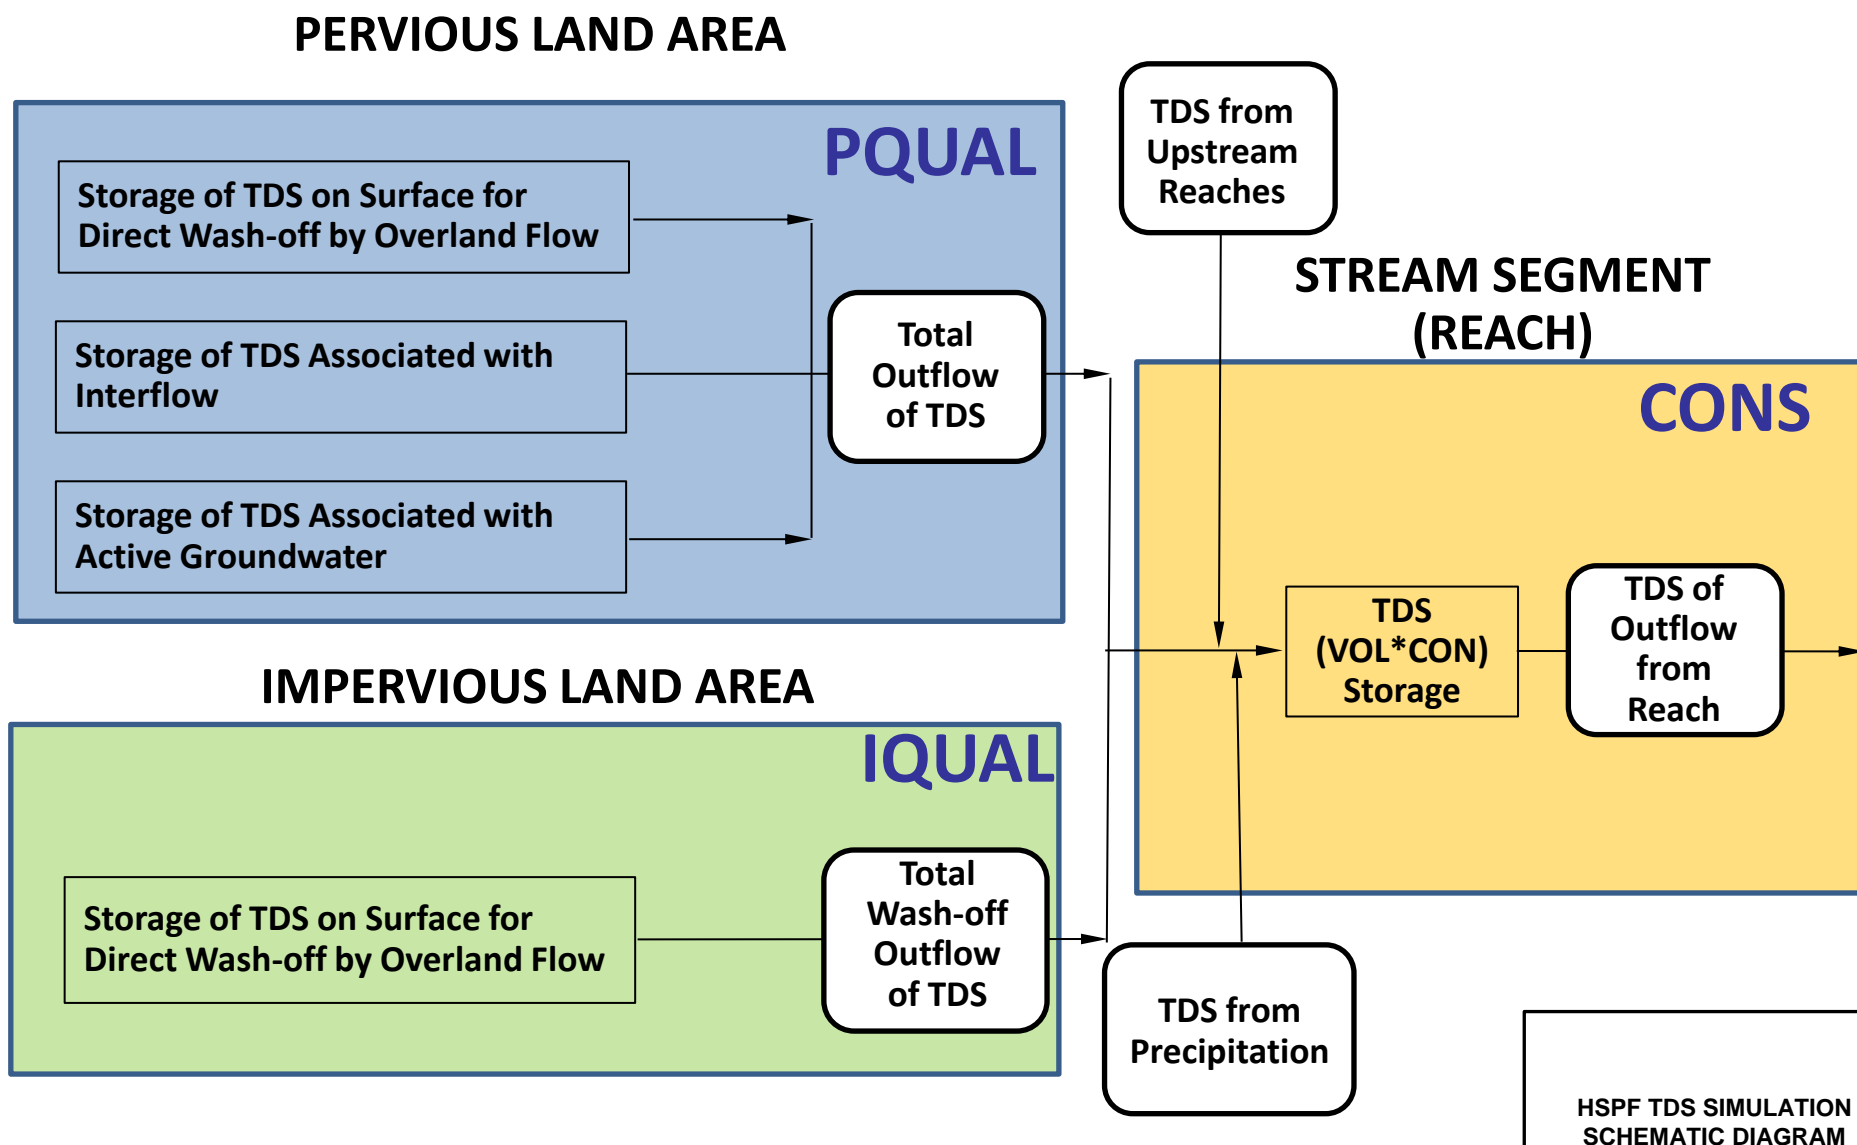 PERVIOUS LAND AREA
PQUAL
Storage of TDS on Surface for
Direct Wash-off by Overland Flow
Storage of TDS Associated with
Interflow
Storage of TDS Associated with
Active Groundwater
Total
Outflow
of TDS
TDS from
Upstream
Reaches
STREAM SEGMENT
(REACH)
CONS
TDS
(VOL*CON)
Storage
TDS of
Outflow
from
Reach
IMPERVIOUS LAND AREA
IQUAL
Storage of TDS on Surface for
Direct Wash-off by Overland Flow
Total
Wash-off
Outflow
of TDS
TDS from
Precipitation
HSPF TDS SIMULATION
SCHEMATIC DIAGRAM